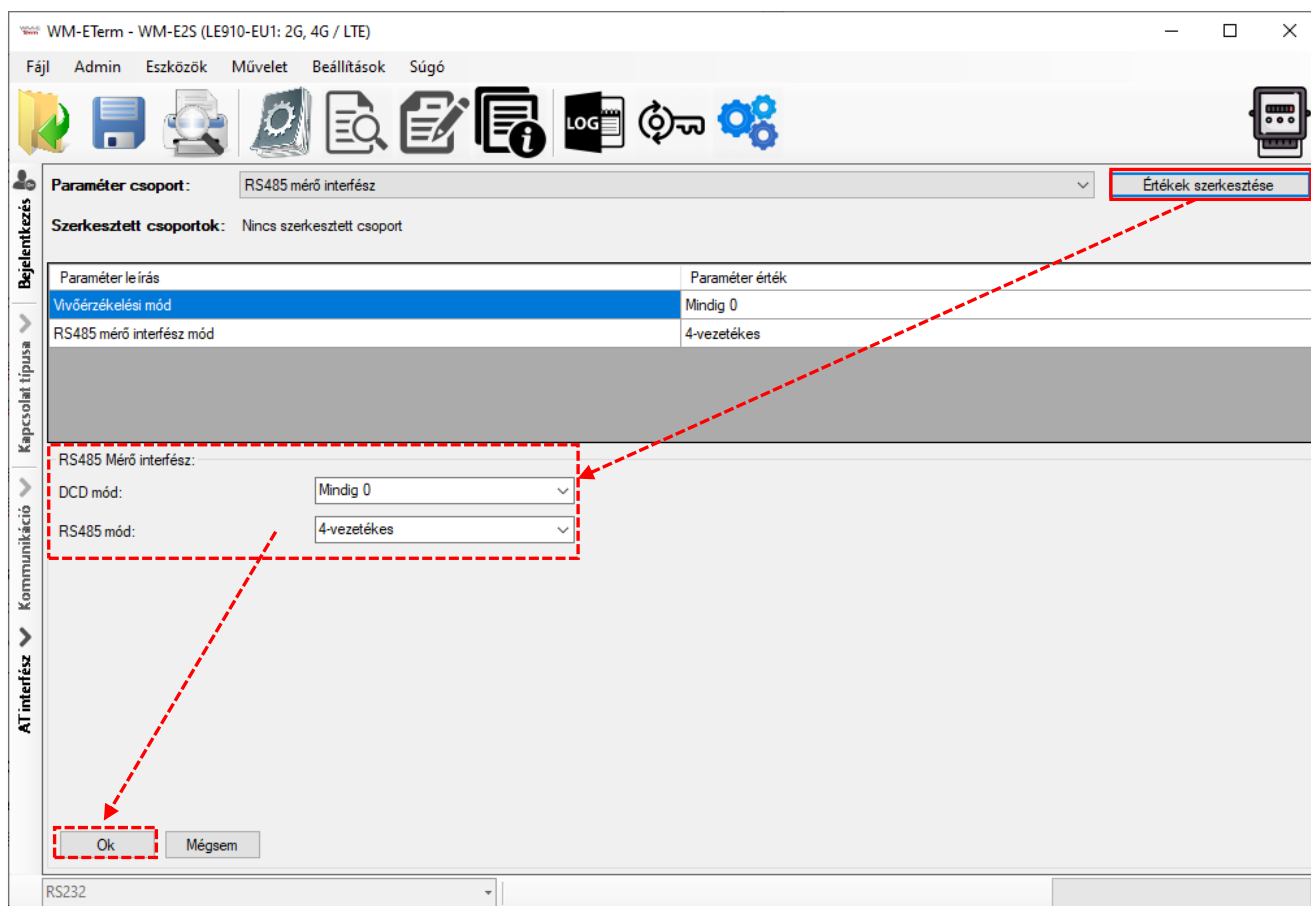 WM-ETerm - WM-E2S (LE910-EU1: 2G, 4G / LTE)
Fájl Admin Eszközök Művelet Beállítások Súgó
LOG
Paraméter csoport: RS485 mérő interfész Értékek szerkesztése
Szerkesztett csoportok: Nincs szerkesztett csoport
Bejelentkezés
Kapcsolat típusa
Kommunikáció
AT interfész
Paraméter leírás Paraméter érték
Vivőérzékelési mód Mindig 0
RS485 mérő interfész mód 4-vezetékes
RS485 Mérő interfész:
DCD mód: Mindig 0
RS485 mód: 4-vezetékes
Ok Mégsem
RS232